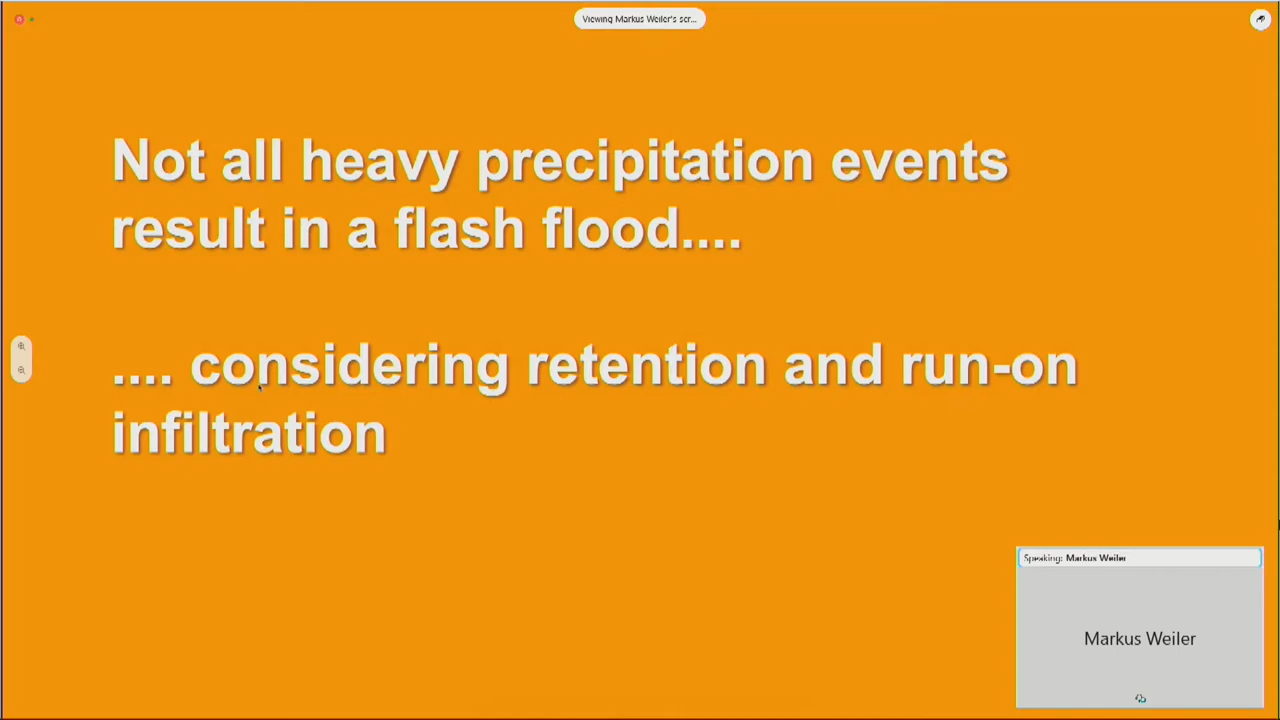 Viewing Markus Weiler's scr...
Not all heavy precipitation events
result in a flash flood....
.... considering retention and run-on
infiltration
Speaking: Markus Weiler
Markus Weiler